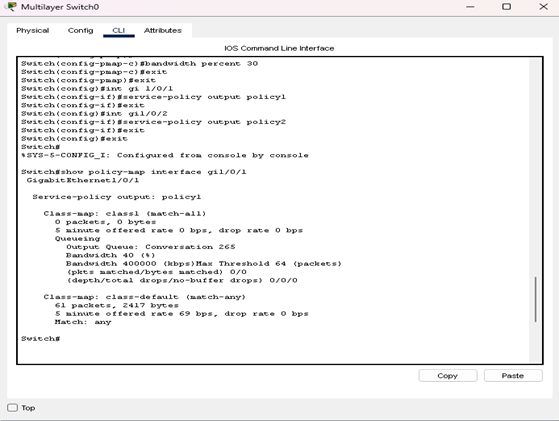 Multilayer Switch0
Physical Config CLI Attributes
IOS Command Line Interface
Switch(config-pmap-c)#bandwidth percent 30
Switch(config-pmap-c)#exit
Switch(config-pmap)#exit
Switch(config)#int gi 1/0/1
Switch(config-if)#service-policy output policy1
Switch(config-if)#exit
Switch(config)#int gi1/0/2
Switch(config-if)#service-policy output policy2
Switch(config-if)#exit
Switch(config)#exit
Switch#
%SYS-5-CONFIG_I: Configured from console by console
Switch#show policy-map interface gi1/0/1
GigabitEthernet1/0/1
Service-policy output: policy1
Class-map: class1 (match-all)
0 packets, 0 bytes
5 minute offered rate 0 bps, drop rate 0 bps
Queueing
Output Queue: Conversation 265
Bandwidth 40 (%)
Bandwidth 400000 (kbps)Max Threshold 64 (packets)
(pkts matched/bytes matched) 0/0
(depth/total drops/no-buffer drops) 0/0/0
Class-map: class-default (match-any)
61 packets, 2417 bytes
5 minute offered rate 69 bps, drop rate 0 bps
Match: any
Switch#
Copy Paste
Top